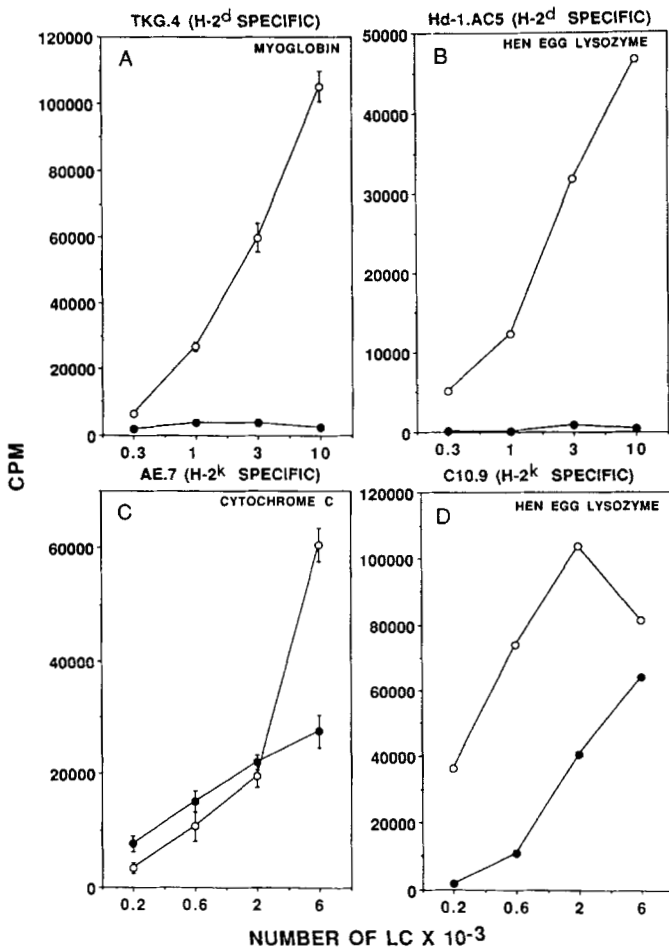 TKG.4 (H-2d SPECIFIC)
A
MYOGLOBIN
120000
100000
80000
60000
40000
20000
0
0.3 1 3 10
Hd-1.AC5 (H-2d SPECIFIC)
B
HEN EGG LYSOZYME
50000
40000
30000
20000
10000
0
0.3 1 3 10
CPM
AE.7 (H-2k SPECIFIC)
C
CYTOCHROME C
60000
40000
20000
0
0.2 0.6 2 6
C10.9 (H-2k SPECIFIC)
D
HEN EGG LYSOZYME
120000
100000
80000
60000
40000
20000
0
0.2 0.6 2 6
NUMBER OF LC X 10-3